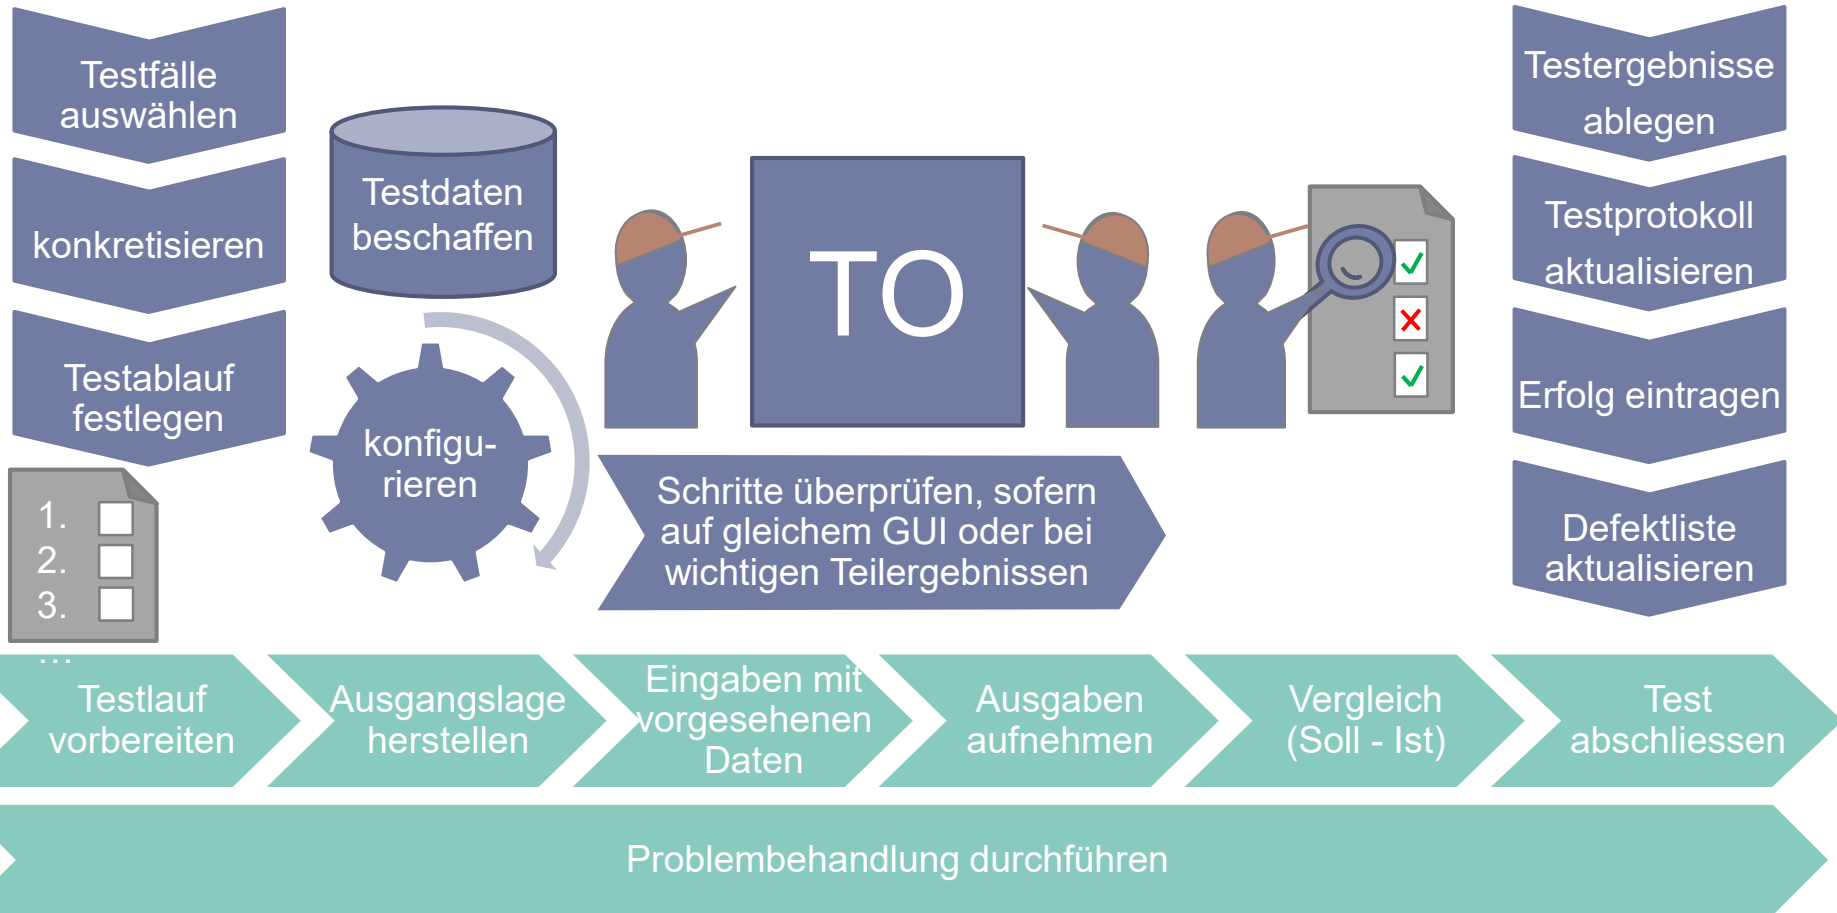 Testfälle
auswählen
konkretisieren
Testablauf
festlegen
1.
2.
3.
...
Testdaten
beschaffen
konfigu-
rieren
TO
Schritte überprüfen, sofern
auf gleichem GUI oder bei
wichtigen Teilergebnissen
Testergebnisse
ablegen
Testprotokoll
aktualisieren
Erfolg eintragen
Defektliste
aktualisieren
Testlauf
vorbereiten
Ausgangslage
herstellen
Eingaben mit
vorgesehenen
Daten
Ausgaben
aufnehmen
Vergleich
(Soll - Ist)
Test
abschliessen
Problembehandlung durchführen